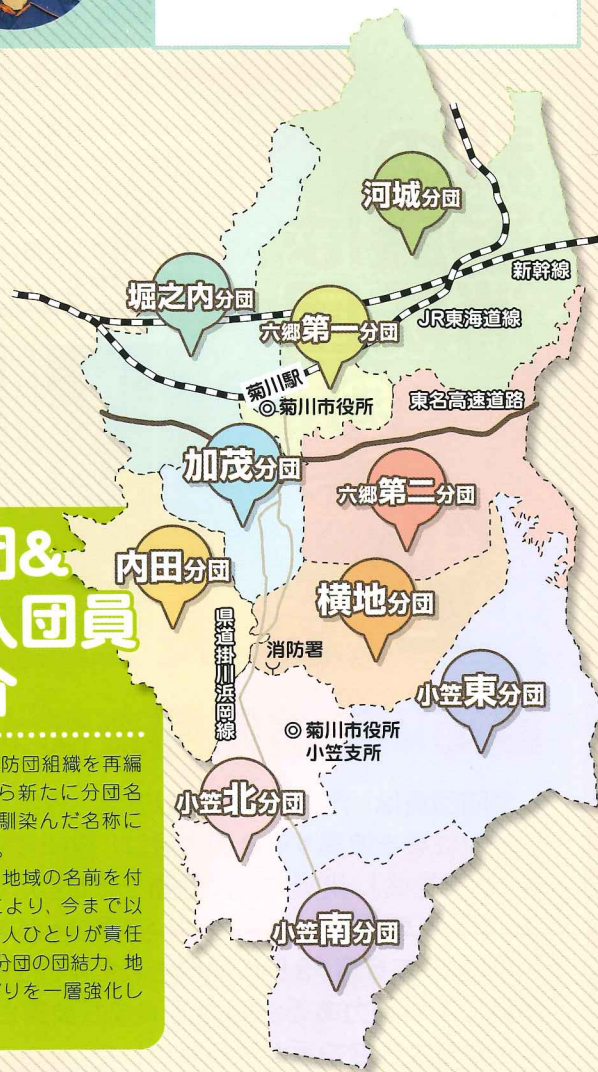 河城分団
新幹線
堀之内分団
六郷第一分団
JR東海道線
菊川駅
◎菊川市役所
東名高速道路
加茂分団
六郷第二分団
内田分団
横地分団
県道掛川浜岡線
消防署
小笠東分団
◎菊川市役所
小笠支所
小笠北分団
小笠南分団
団&
入団員
介
防団組織を再編
ら新たに分団名
馴染んだ名称に
。
地域の名前を付
により、今まで以
人ひとりが責任
分団の団結力、地
りを一層強化し